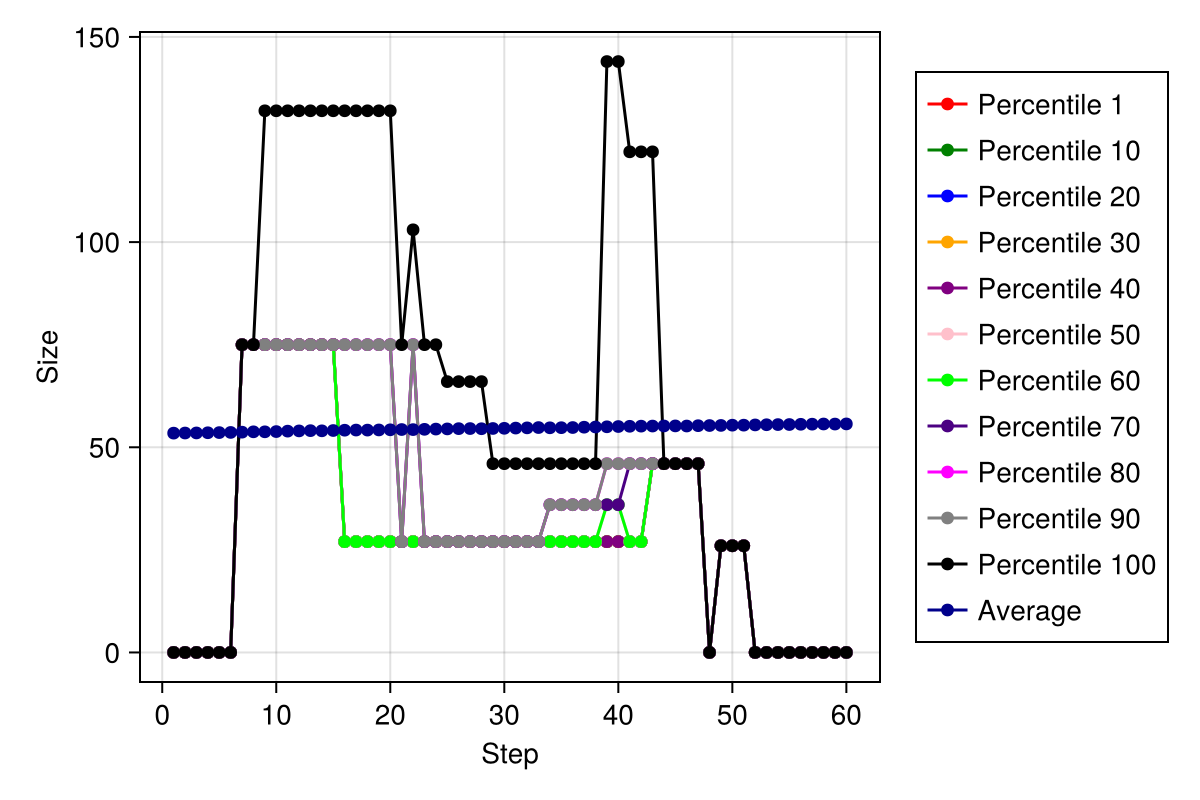 150
100
50
0
Size
0 10 20 30 40 50 60
Step
Percentile 1
Percentile 10
Percentile 20
Percentile 30
Percentile 40
Percentile 50
Percentile 60
Percentile 70
Percentile 80
Percentile 90
Percentile 100
Average